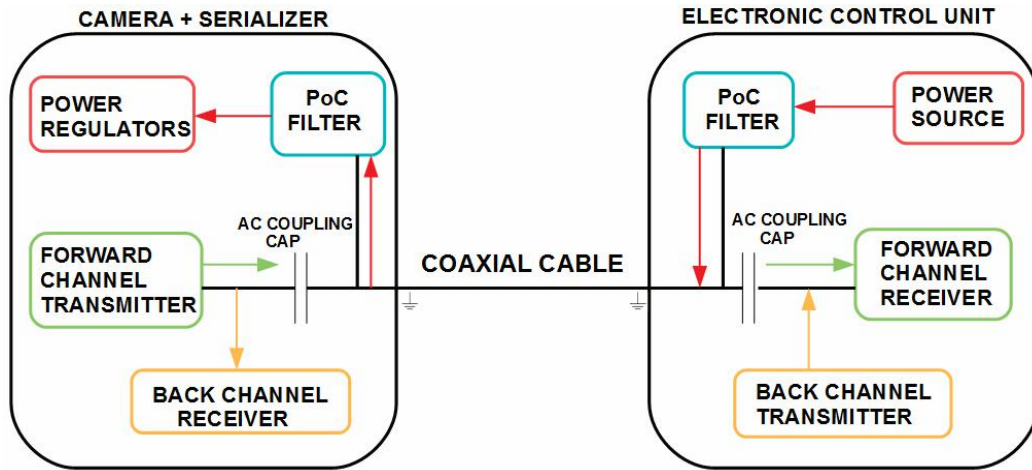 CAMERA + SERIALIZER
POWER
REGULATORS
PoC
FILTER
AC COUPLING
CAP
FORWARD
CHANNEL
TRANSMITTER
BACK CHANNEL
RECEIVER
COAXIAL CABLE
ELECTRONIC CONTROL UNIT
PoC
FILTER
POWER
SOURCE
AC COUPLING
CAP
FORWARD
CHANNEL
RECEIVER
BACK CHANNEL
TRANSMITTER